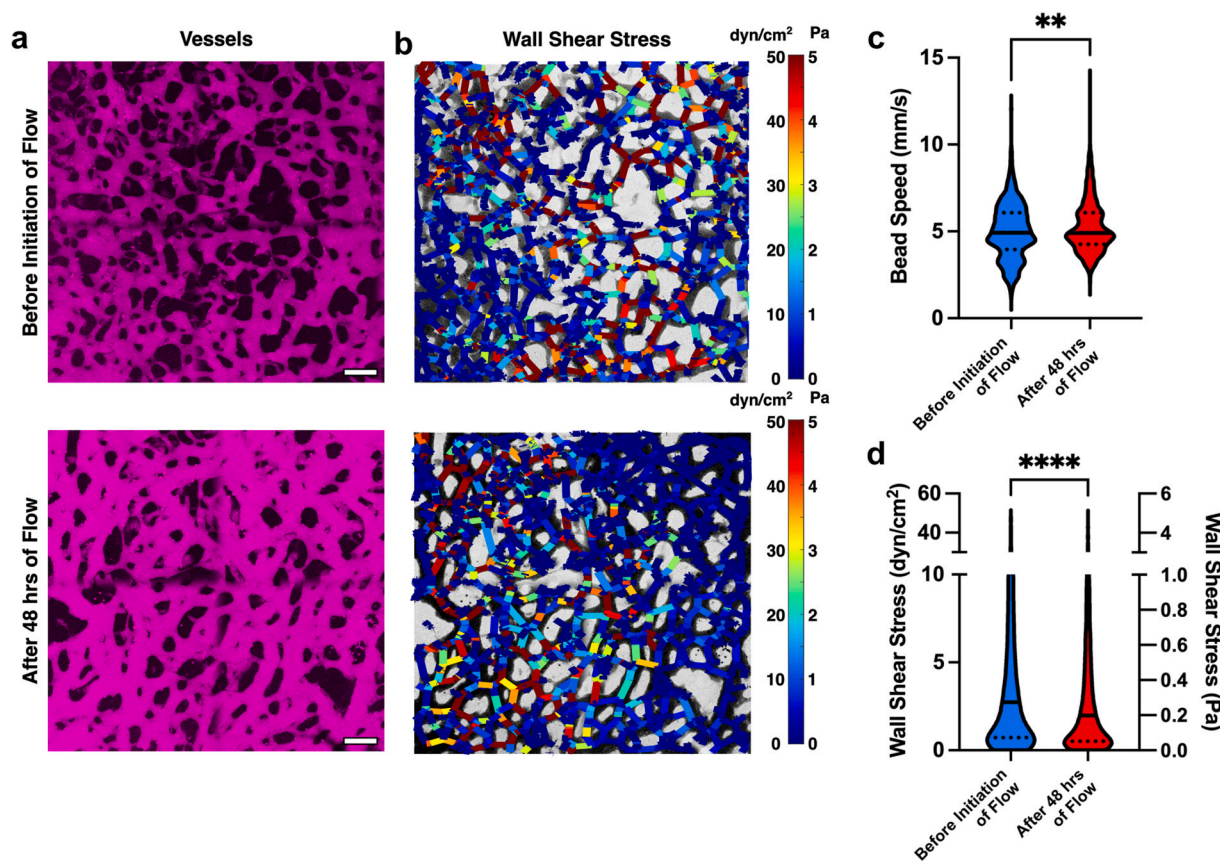 a
Vessels
Before Initiation of Flow
After 48 hrs of Flow
b
Wall Shear Stress
dyn/cm² Pa
50 5
40 4
30 3
20 2
10 1
0 0
dyn/cm² Pa
50 5
40 4
30 3
20 2
10 1
0 0
c
**
Bead Speed (mm/s)
15
10
5
0
Before Initiation
of Flow
After 48 hrs
of Flow
d
****
Wall Shear Stress (dyn/cm²)
60
40
10
5
0
6
4
1.0
0.8
0.6
0.4
0.2
0.0
Wall Shear Stress (Pa)
Before Initiation
of Flow
After 48 hrs
of Flow